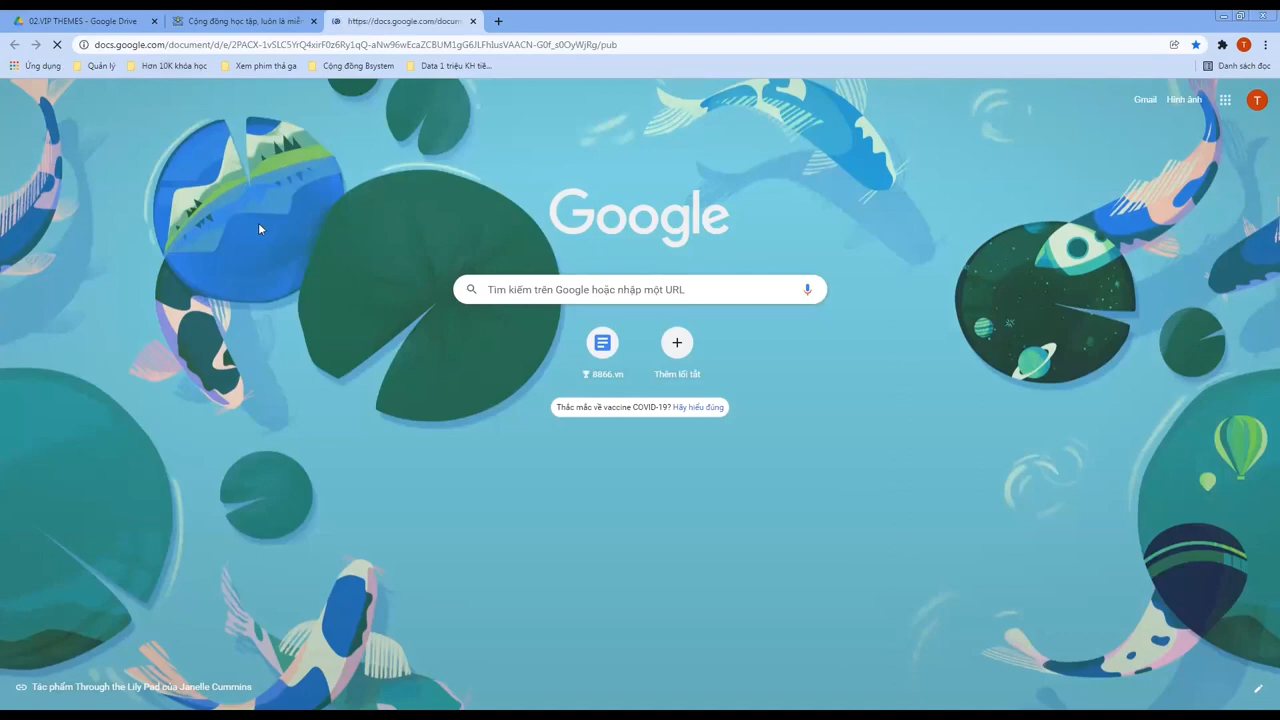 02.VIP THEMES - Google Drive
Cộng đồng học tập, luôn là miễn
https://docs.google.com/docum
docs.google.com/document/d/e/2PACX-1vSLC5YrQ4xirF0z6Ry1qQ-aNw96wEcaZCBUM1gG6JLFhIusVAACN-G0f_s0OyWjRg/pub
Ứng dụng
Quản lý
Hơn 10K khóa học
Xem phim thả ga
Cộng đồng Bsystem
Data 1 triệu KH tiề...
Danh sách đọc
Gmail
Hình ảnh
T
T
Google
Tìm kiếm trên Google hoặc nhập một URL
8866.vn
Thêm lối tắt
Thắc mắc về vaccine COVID-19? Hãy hiểu đúng
Tác phẩm Through the Lily Pad của Janelle Cummins